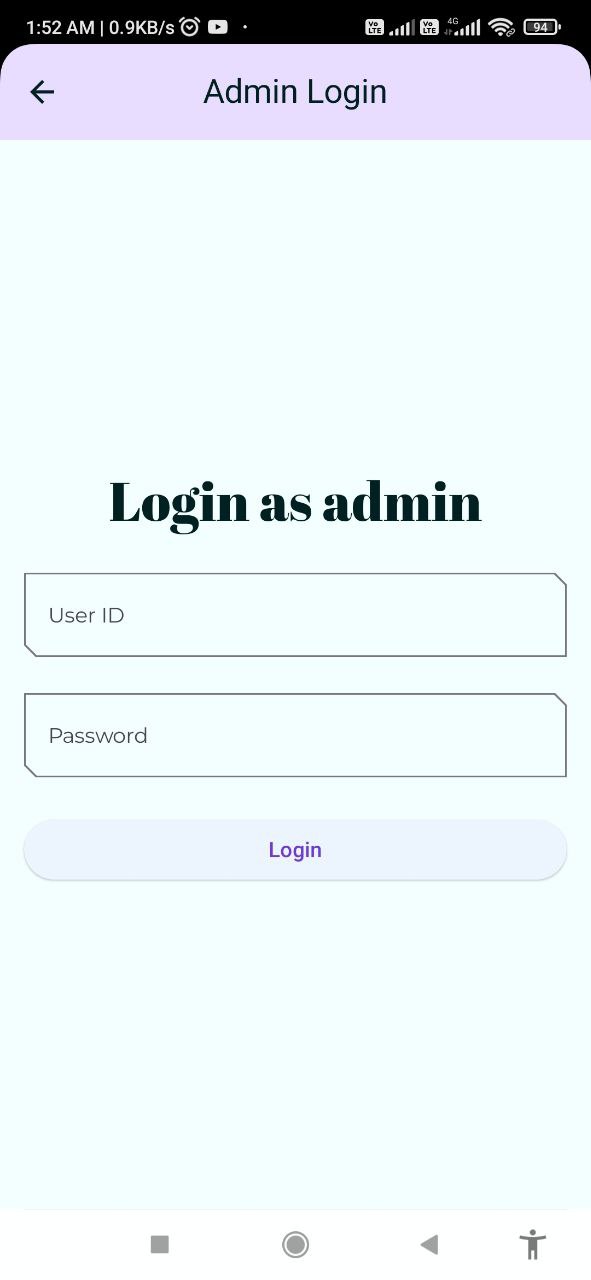 1:52 AM | 0.9KB/s
Vo LTE Vo LTE 4G 94
Admin Login
Login as admin
User ID
Password
Login